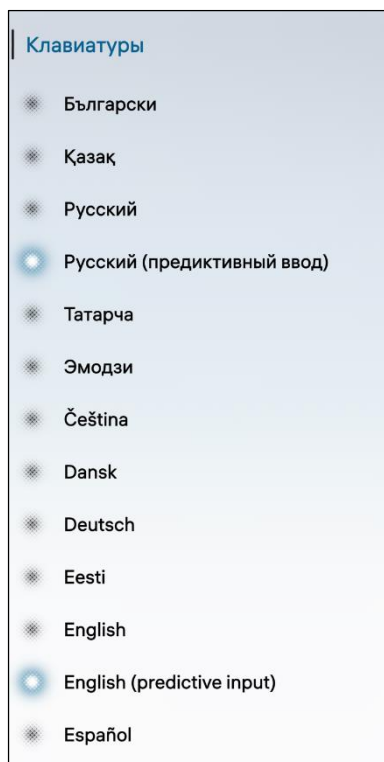 Клавиатуры
Български
Қазақ
Русский
Русский (предиктивный ввод)
Татарча
Эмодзи
Čeština
Dansk
Deutsch
Eesti
English
English (predictive input)
Español